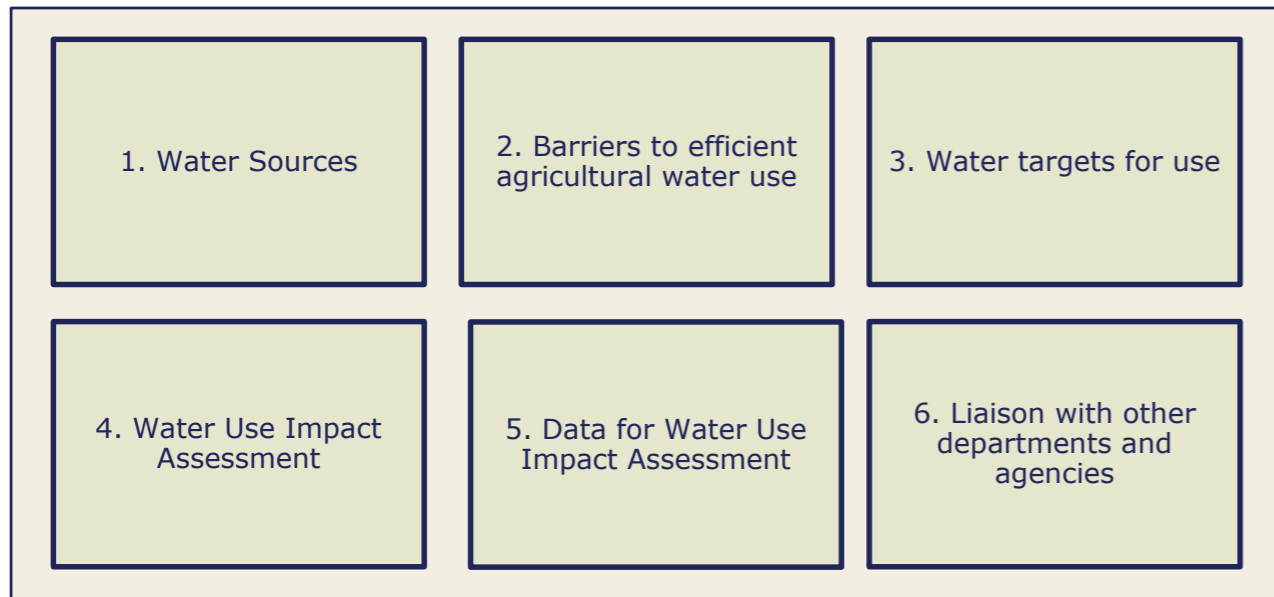 1. Water Sources
2. Barriers to efficient
agricultural water use
3. Water targets for use
4. Water Use Impact
Assessment
5. Data for Water Use
Impact Assessment
6. Liaison with other
departments and
agencies